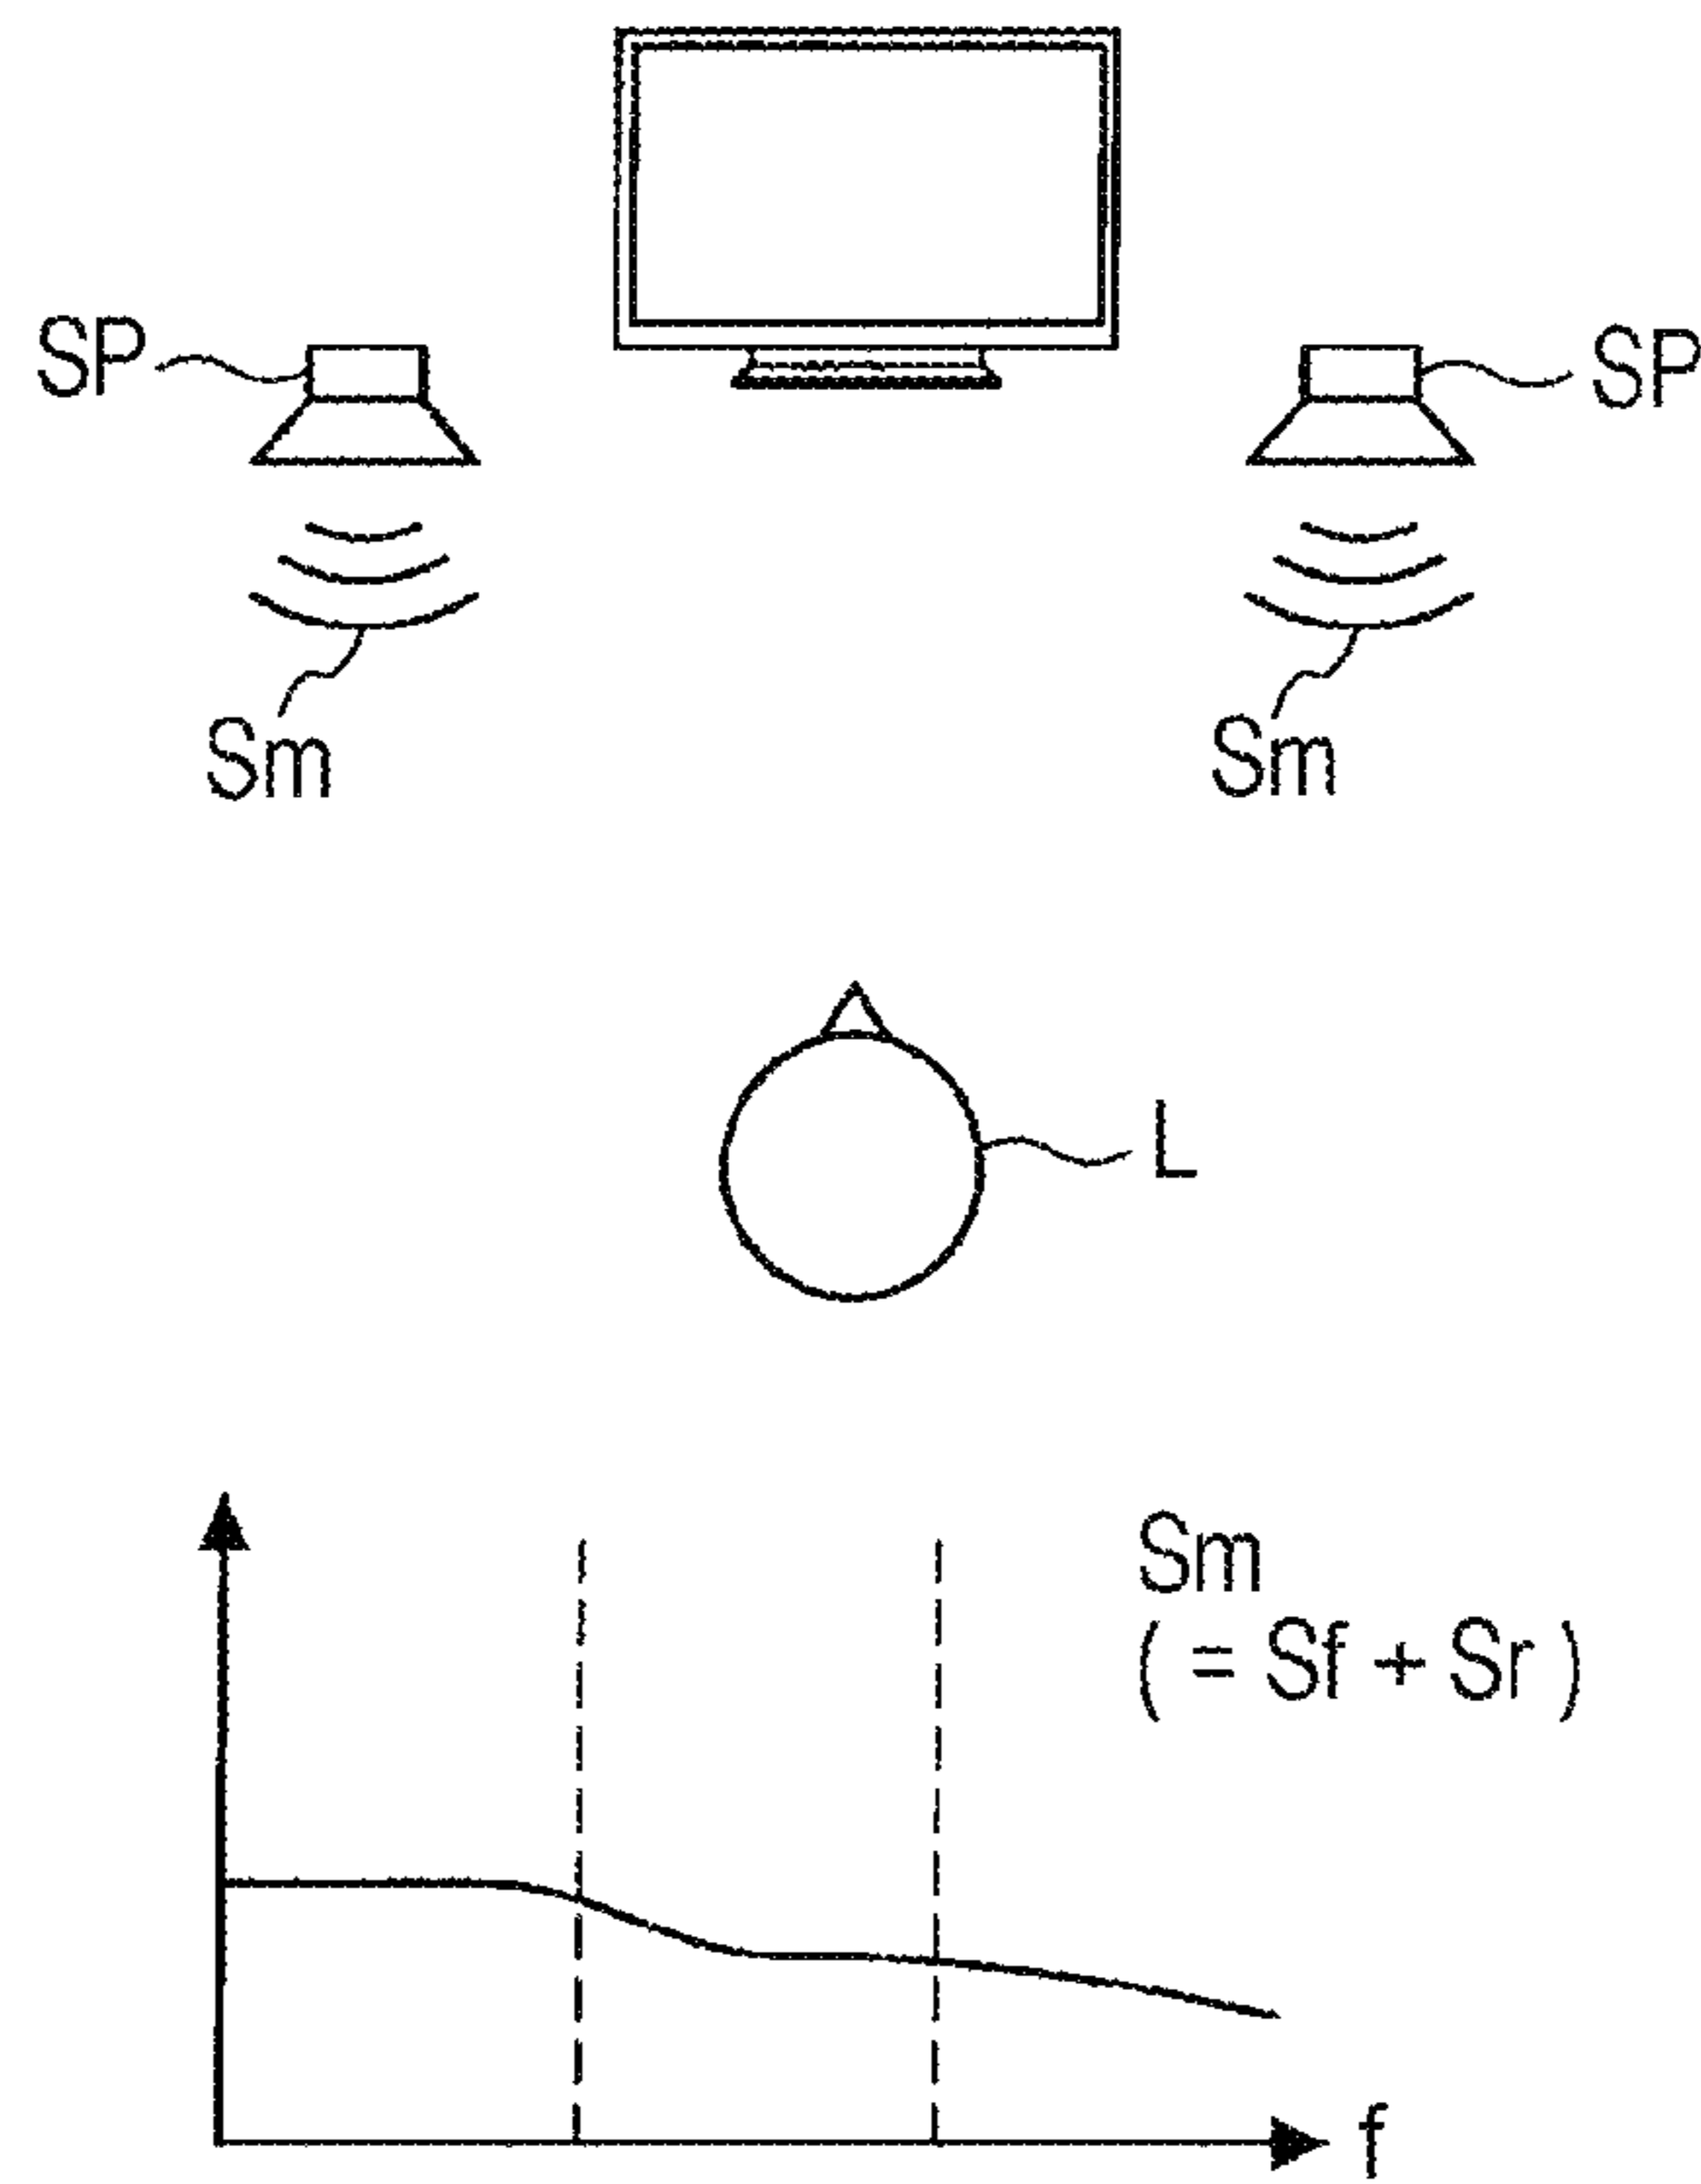 SP
SP
Sm
Sm
L
Sm
( = Sf + Sr )
f